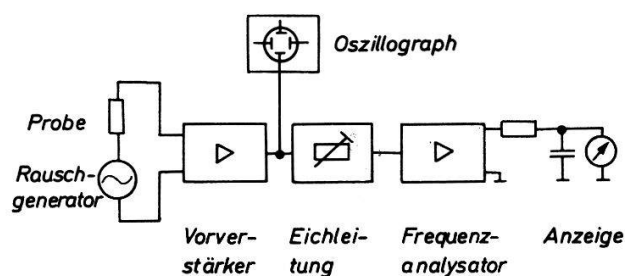 Oszillograph
Probe
Rausch-
generator
Vorver-
stärker
Eichlei-
tung
Frequenz-
analysator
Anzeige